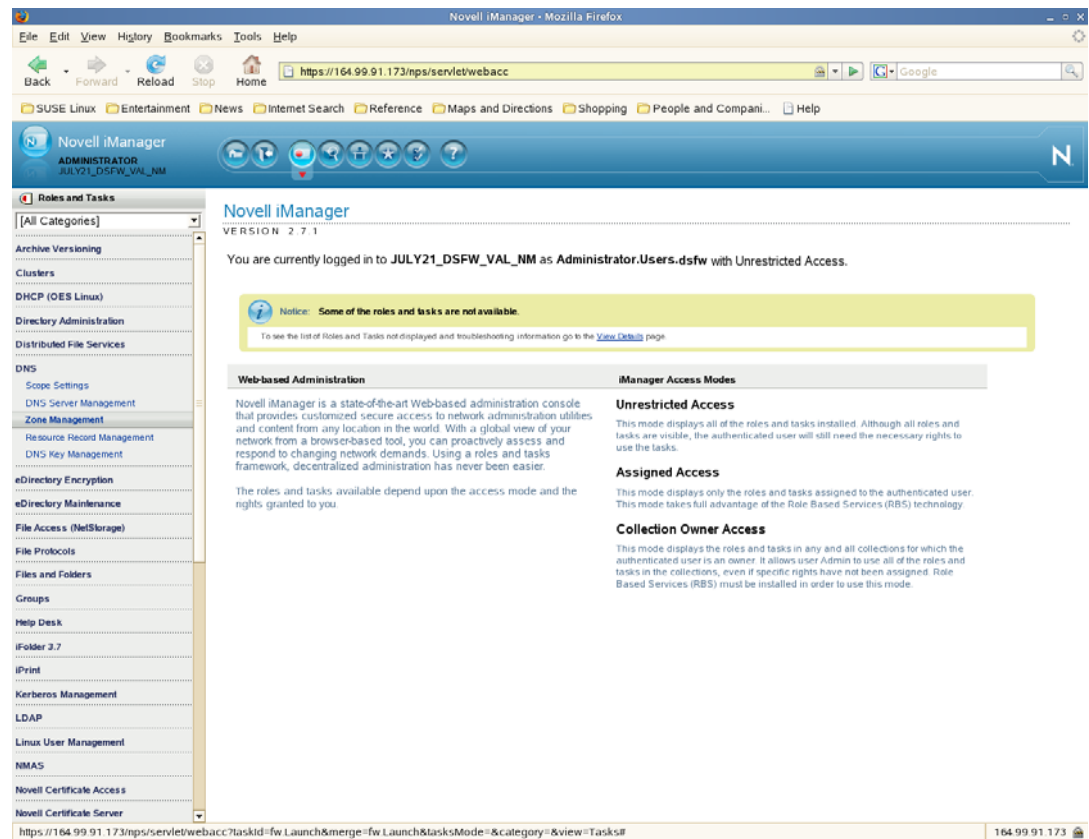 Novell iManager - Mozilla Firefox
File Edit View History Bookmarks Tools Help
Back Forward Reload Stop Home https://164.99.91.173/nps/servlet/webacc G Google
SUSE Linux Entertainment News Internet Search Reference Maps and Directions Shopping People and Compani... Help
N Novell iManager
ADMINISTRATOR
JULY21_DSFW_VAL_NM
? N
Roles and Tasks
[All Categories]
Archive Versioning
Clusters
DHCP (OES Linux)
Directory Administration
Distributed File Services
DNS
Scope Settings
DNS Server Management
Zone Management
Resource Record Management
DNS Key Management
eDirectory Encryption
eDirectory Maintenance
File Access (NetStorage)
File Protocols
Files and Folders
Groups
Help Desk
iFolder 3.7
iPrint
Kerberos Management
LDAP
Linux User Management
NMAS
Novell Certificate Access
Novell Certificate Server
Novell iManager
VERSION 2.7.1
You are currently logged in to JULY21_DSFW_VAL_NM as Administrator.Users.dsfw with Unrestricted Access.
i Notice: Some of the roles and tasks are not available.
To see the list of Roles and Tasks not displayed and troubleshooting information go to the View Details page.
Web-based Administration
Novell iManager is a state-of-the-art Web-based administration console
that provides customized secure access to network administration utilities
and content from any location in the world. With a global view of your
network from a browser-based tool, you can proactively assess and
respond to changing network demands. Using a roles and tasks
framework, decentralized administration has never been easier.
The roles and tasks available depend upon the access mode and the
rights granted to you.
iManager Access Modes
Unrestricted Access
This mode displays all of the roles and tasks installed. Although all roles and
tasks are visible, the authenticated user will still need the necessary rights to
use the tasks.
Assigned Access
This mode displays only the roles and tasks assigned to the authenticated user.
This mode takes full advantage of the Role Based Services (RBS) technology.
Collection Owner Access
This mode displays the roles and tasks in any and all collections for which the
authenticated user is an owner. It allows user Admin to use all of the roles and
tasks in the collections, even if specific rights have not been assigned. Role
Based Services (RBS) must be installed in order to use this mode.
https://164.99.91.173/nps/servlet/webacc?taskId=fw.Launch&merge=fw.Launch&tasksMode=&category=&view=Tasks# 164.99.91.173